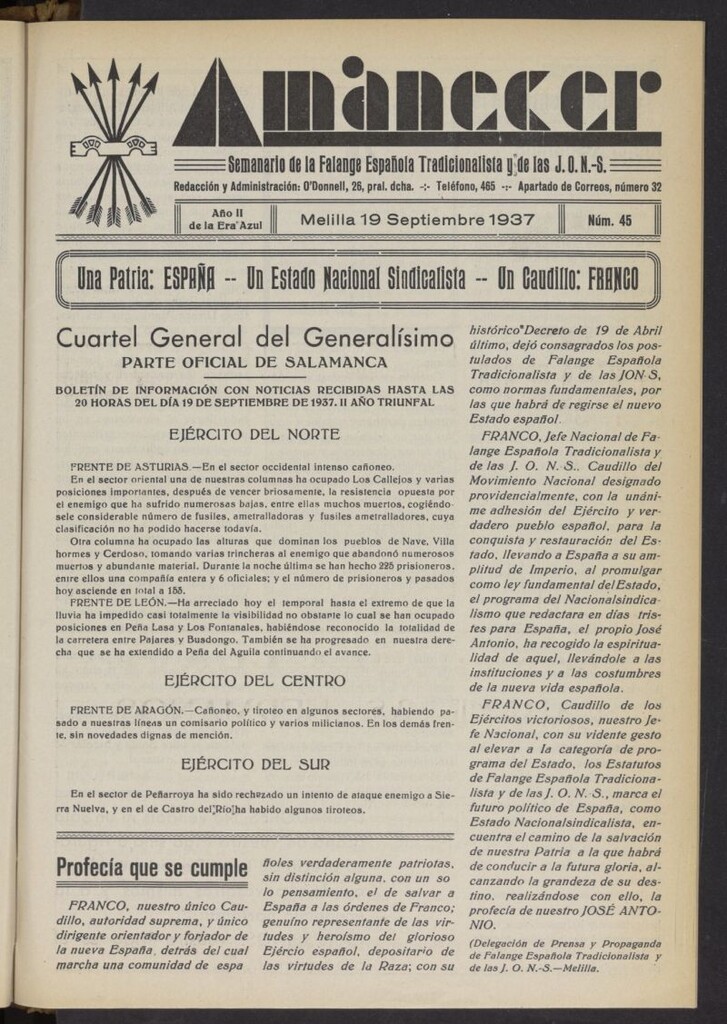 Amànecer
Semanario de la Falange Española Tradicionalista y de las J. O. N.-S.
Redacción y Administración: O'Donnell, 26, pral. dcha. -:- Teléfono, 465 -:- Apartado de Correos, número 32
Año II
de la Era Azul
Melilla 19 Septiembre 1937
Núm. 45
Una Patria: ESPAÑA -- Un Estado Nacional Sindicalista -- Un Caudillo: FRANCO
Cuartel General del Generalísimo
PARTE OFICIAL DE SALAMANCA
BOLETÍN DE INFORMACIÓN CON NOTICIAS RECIBIDAS HASTA LAS
20 HORAS DEL DÍA 19 DE SEPTIEMBRE DE 1937. II AÑO TRIUNFAL
EJÉRCITO DEL NORTE
FRENTE DE ASTURIAS.—En el sector occidental intenso cañoneo.
En el sector oriental una de nuestras columnas ha ocupado Los Callejos y varias
posiciones importantes, después de vencer briosamente, la resistencia opuesta por
el enemigo que ha sufrido numerosas bajas, entre ellas muchos muertos, cogiéndo-
sele considerable número de fusiles, ametralladoras y fusiles ametralladores, cuya
clasificación no ha podido hacerse todavía.
Otra columna ha ocupado las alturas que dominan los pueblos de Nave, Villa
hormes y Cerdoso, tomando varias trincheras al enemigo que abandonó numerosos
muertos y abundante material. Durante la noche última se han hecho 225 prisioneros,
entre ellos una compañía entera y 6 oficiales; y el número de prisioneros y pasados
hoy asciende en total a 155.
FRENTE DE LEÓN.—Ha arreciado hoy el temporal hasta el extremo de que la
lluvia ha impedido casi totalmente la visibilidad no obstante lo cual se han ocupado
posiciones en Peña Lasa y Los Fontanales, habiéndose reconocido la totalidad de
la carretera entre Pajares y Busdongo. También se ha progresado en nuestra dere-
cha que se ha extendido a Peña del Aguila continuando el avance.
EJÉRCITO DEL CENTRO
FRENTE DE ARAGÓN.—Cañoneo, y tiroteo en algunos sectores, habiendo pa-
sado a nuestras líneas un comisario político y varios milicianos. En los demás fren-
te, sin novedades dignas de mención.
EJÉRCITO DEL SUR
En el sector de Peñarroya ha sido rechazado un intento de ataque enemigo a Sie-
rra Nuelva, y en el de Castro del Río ha habido algunos tiroteos.
Profecía que se cumple
FRANCO, nuestro único Cau-
dillo, autoridad suprema, y único
dirigente orientador y forjador de
la nueva España, detrás del cual
marcha una comunidad de espa
ñoles verdaderamente patriotas,
sin distinción alguna, con un so
lo pensamiento, el de salvar a
España a las órdenes de Franco;
genuíno representante de las vir-
tudes y heroísmo del glorioso
Ejércio español, depositario de
las virtudes de la Raza; con su
histórico Decreto de 19 de Abril
último, dejó consagrados los pos-
tulados de Falange Española
Tradicionalista y de las JON S,
como normas fundamentales, por
las que habrá de regirse el nuevo
Estado español.
FRANCO, Jefe Nacional de Fa-
lange Española Tradicionalista y
de las J. O. N. S., Caudillo del
Movimiento Nacional designado
providencialmente, con la unáni-
me adhesión del Ejército y ver-
dadero pueblo español, para la
conquista y restauración del Es-
tado, llevando a España a su am-
plitud de Imperio, al promulgar
como ley fundamental del Estado,
el programa del Nacionalsindica-
lismo que redactara en días tris-
tes para España, el propio José
Antonio, ha recogido la espiritua-
lidad de aquel, llevándole a las
instituciones y a las costumbres
de la nueva vida española.
FRANCO, Caudillo de los
Ejércitos victoriosos, nuestro Je-
fe Nacional, con su vidente gesto
al elevar a la categoría de pro-
grama del Estado, los Estatutos
de Falange Española Tradiciona-
lista y de las J. O. N. S., marca el
futuro político de España, como
Estado Nacionalsindicalista, en-
cuentra el camino de la salvación
de nuestra Patria a la que habrá
de conducir a la futura gloria, al-
canzando la grandeza de su des-
tino, realizándose con ello, la
profecía de nuestro JOSÉ ANTO-
NIO.
(Delegación de Prensa y Propaganda
de Falange Española Tradicionalista y
de las J. O. N.-S.—Melilla.